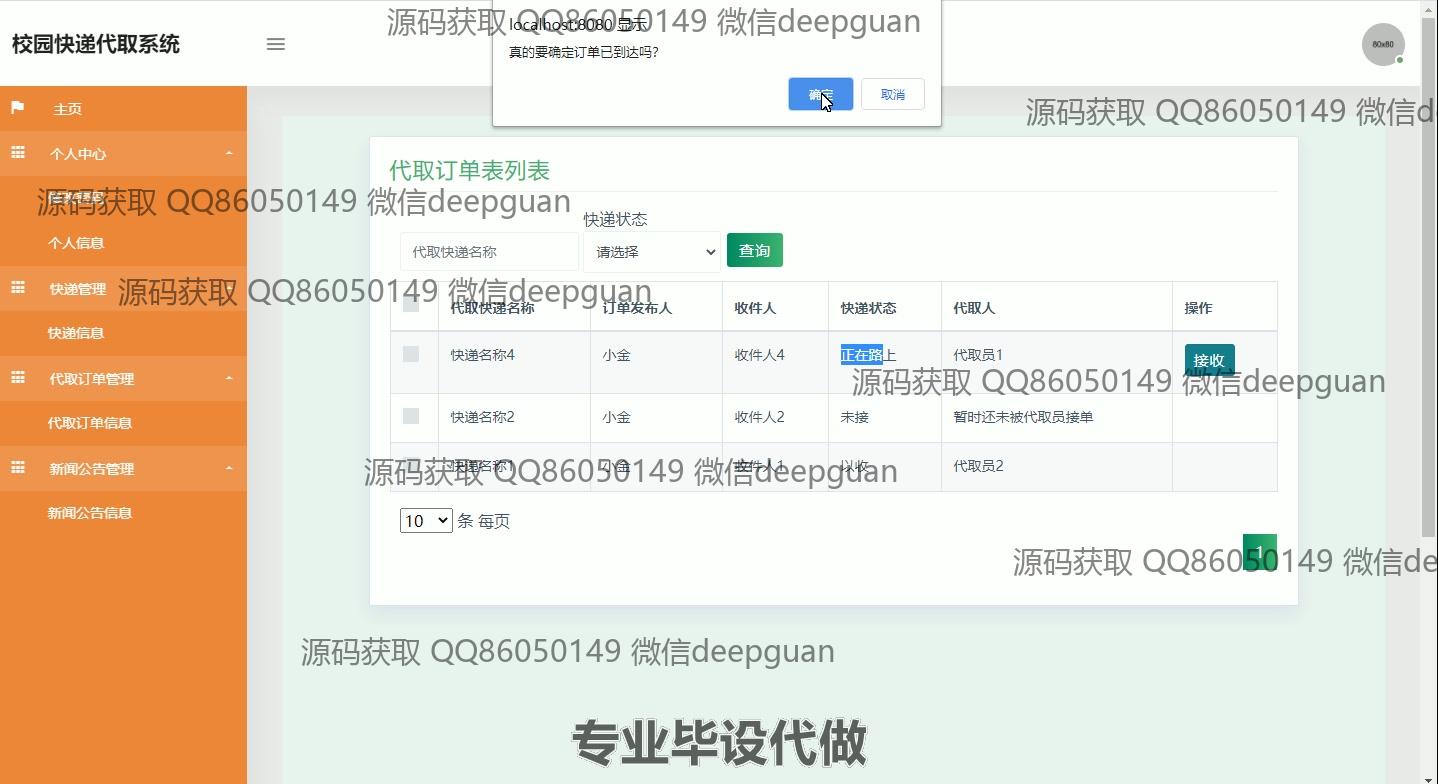 源码获取 QQ86050149 微信deepguan
localhost:8080 显示
真的要确定订单已到达吗?
确定 取消
校园快递代取系统
80x80
源码获取 QQ86050149 微信d
主页
个人中心
源码获取 QQ86050149 微信deepguan
个人信息
快递管理
源码获取 QQ86050149 微信deepguan
快递信息
代取订单管理
代取订单信息
新闻公告管理
新闻公告信息
代取订单表列表
快递状态
代取快递名称 请选择 查询
代取快递名称 订单发布人 收件人 快递状态 代取人 操作
快递名称4 小金 收件人4 正在路上 代取员1 接收
源码获取 QQ86050149 微信deepguan
快递名称2 小金 收件人2 未接 暂时还未被代取员接单
快递名称1 小金 收件人1 以收 代取员2
源码获取 QQ86050149 微信deepguan
10 条 每页
1
源码获取 QQ86050149 微信de
源码获取 QQ86050149 微信deepguan
专业毕设代做